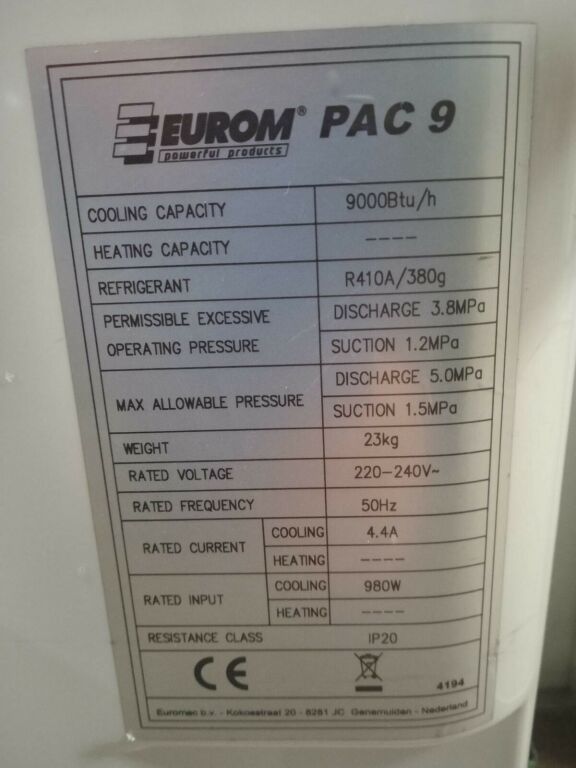 EUROM® PAC 9
powerful products
COOLING CAPACITY 9000Btu/h
HEATING CAPACITY ----
REFRIGERANT R410A/380g
PERMISSIBLE EXCESSIVE OPERATING PRESSURE DISCHARGE 3.8MPa
SUCTION 1.2MPa
MAX ALLOWABLE PRESSURE DISCHARGE 5.0MPa
SUCTION 1.5MPa
WEIGHT 23kg
RATED VOLTAGE 220-240V~
RATED FREQUENCY 50Hz
RATED CURRENT COOLING 4.4A
HEATING ----
RATED INPUT COOLING 980W
HEATING ----
RESISTANCE CLASS IP20
CE
4194
Euromac b.v. - Kokosstraat 20 - 8281 JC Genemuiden - Nederland